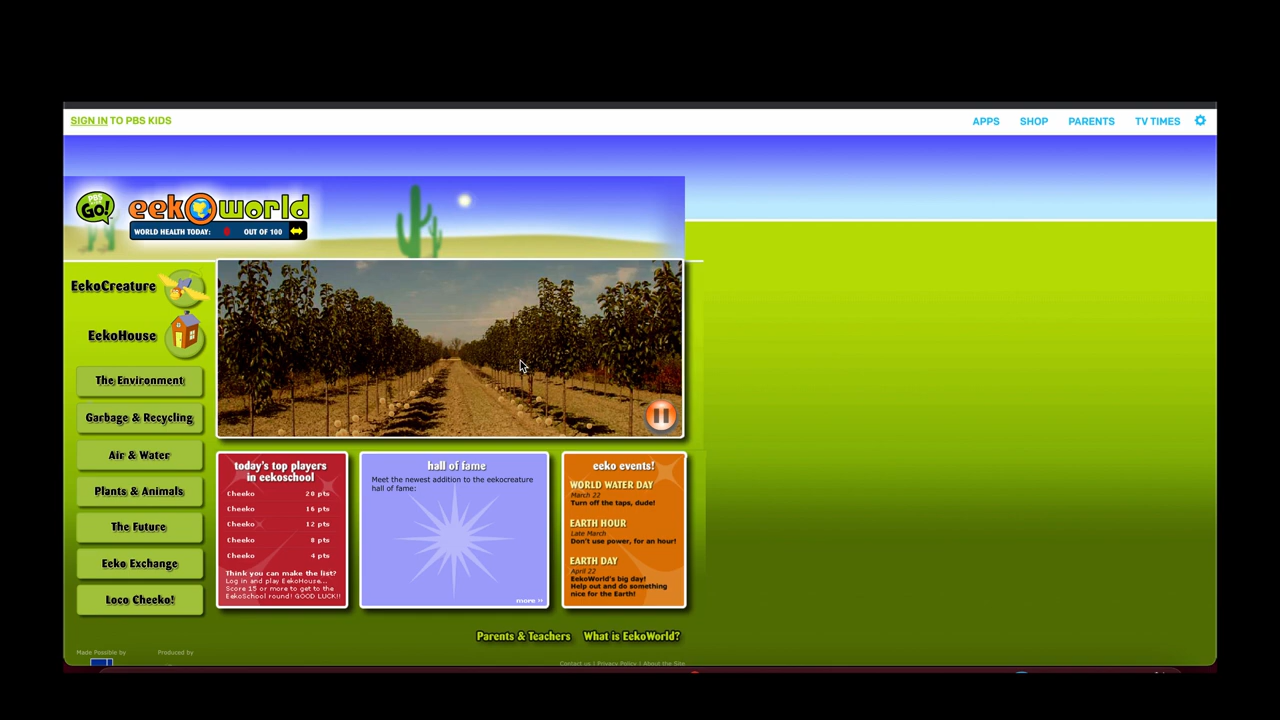 SIGN IN TO PBS KIDS
APPS
SHOP
PARENTS
TV TIMES
PBS KIDS GO!
eekoworld
WORLD HEALTH TODAY: OUT OF 100
EekoCreature
EekoHouse
The Environment
Garbage & Recycling
Air & Water
Plants & Animals
The Future
Eeko Exchange
Loco Cheeko!
today's top players
in eekoschool
Cheeko 20 pts
Cheeko 16 pts
Cheeko 12 pts
Cheeko 8 pts
Cheeko 4 pts
Think you can make the list?
Log in and play EekoHouse...
Score 15 or more to get to the
EekoSchool round! GOOD LUCK!!
hall of fame
Meet the newest addition to the eekocreature
hall of fame:
more »
eeko events!
WORLD WATER DAY
March 22
Turn off the taps, dude!
EARTH HOUR
Late March
Don't use power, for an hour!
EARTH DAY
April 22
EekoWorld's big day!
Help out and do something
nice for the Earth!
Parents & Teachers
What is EekoWorld?
Made Possible by
Produced by
Contact us | Privacy Policy | About the Site